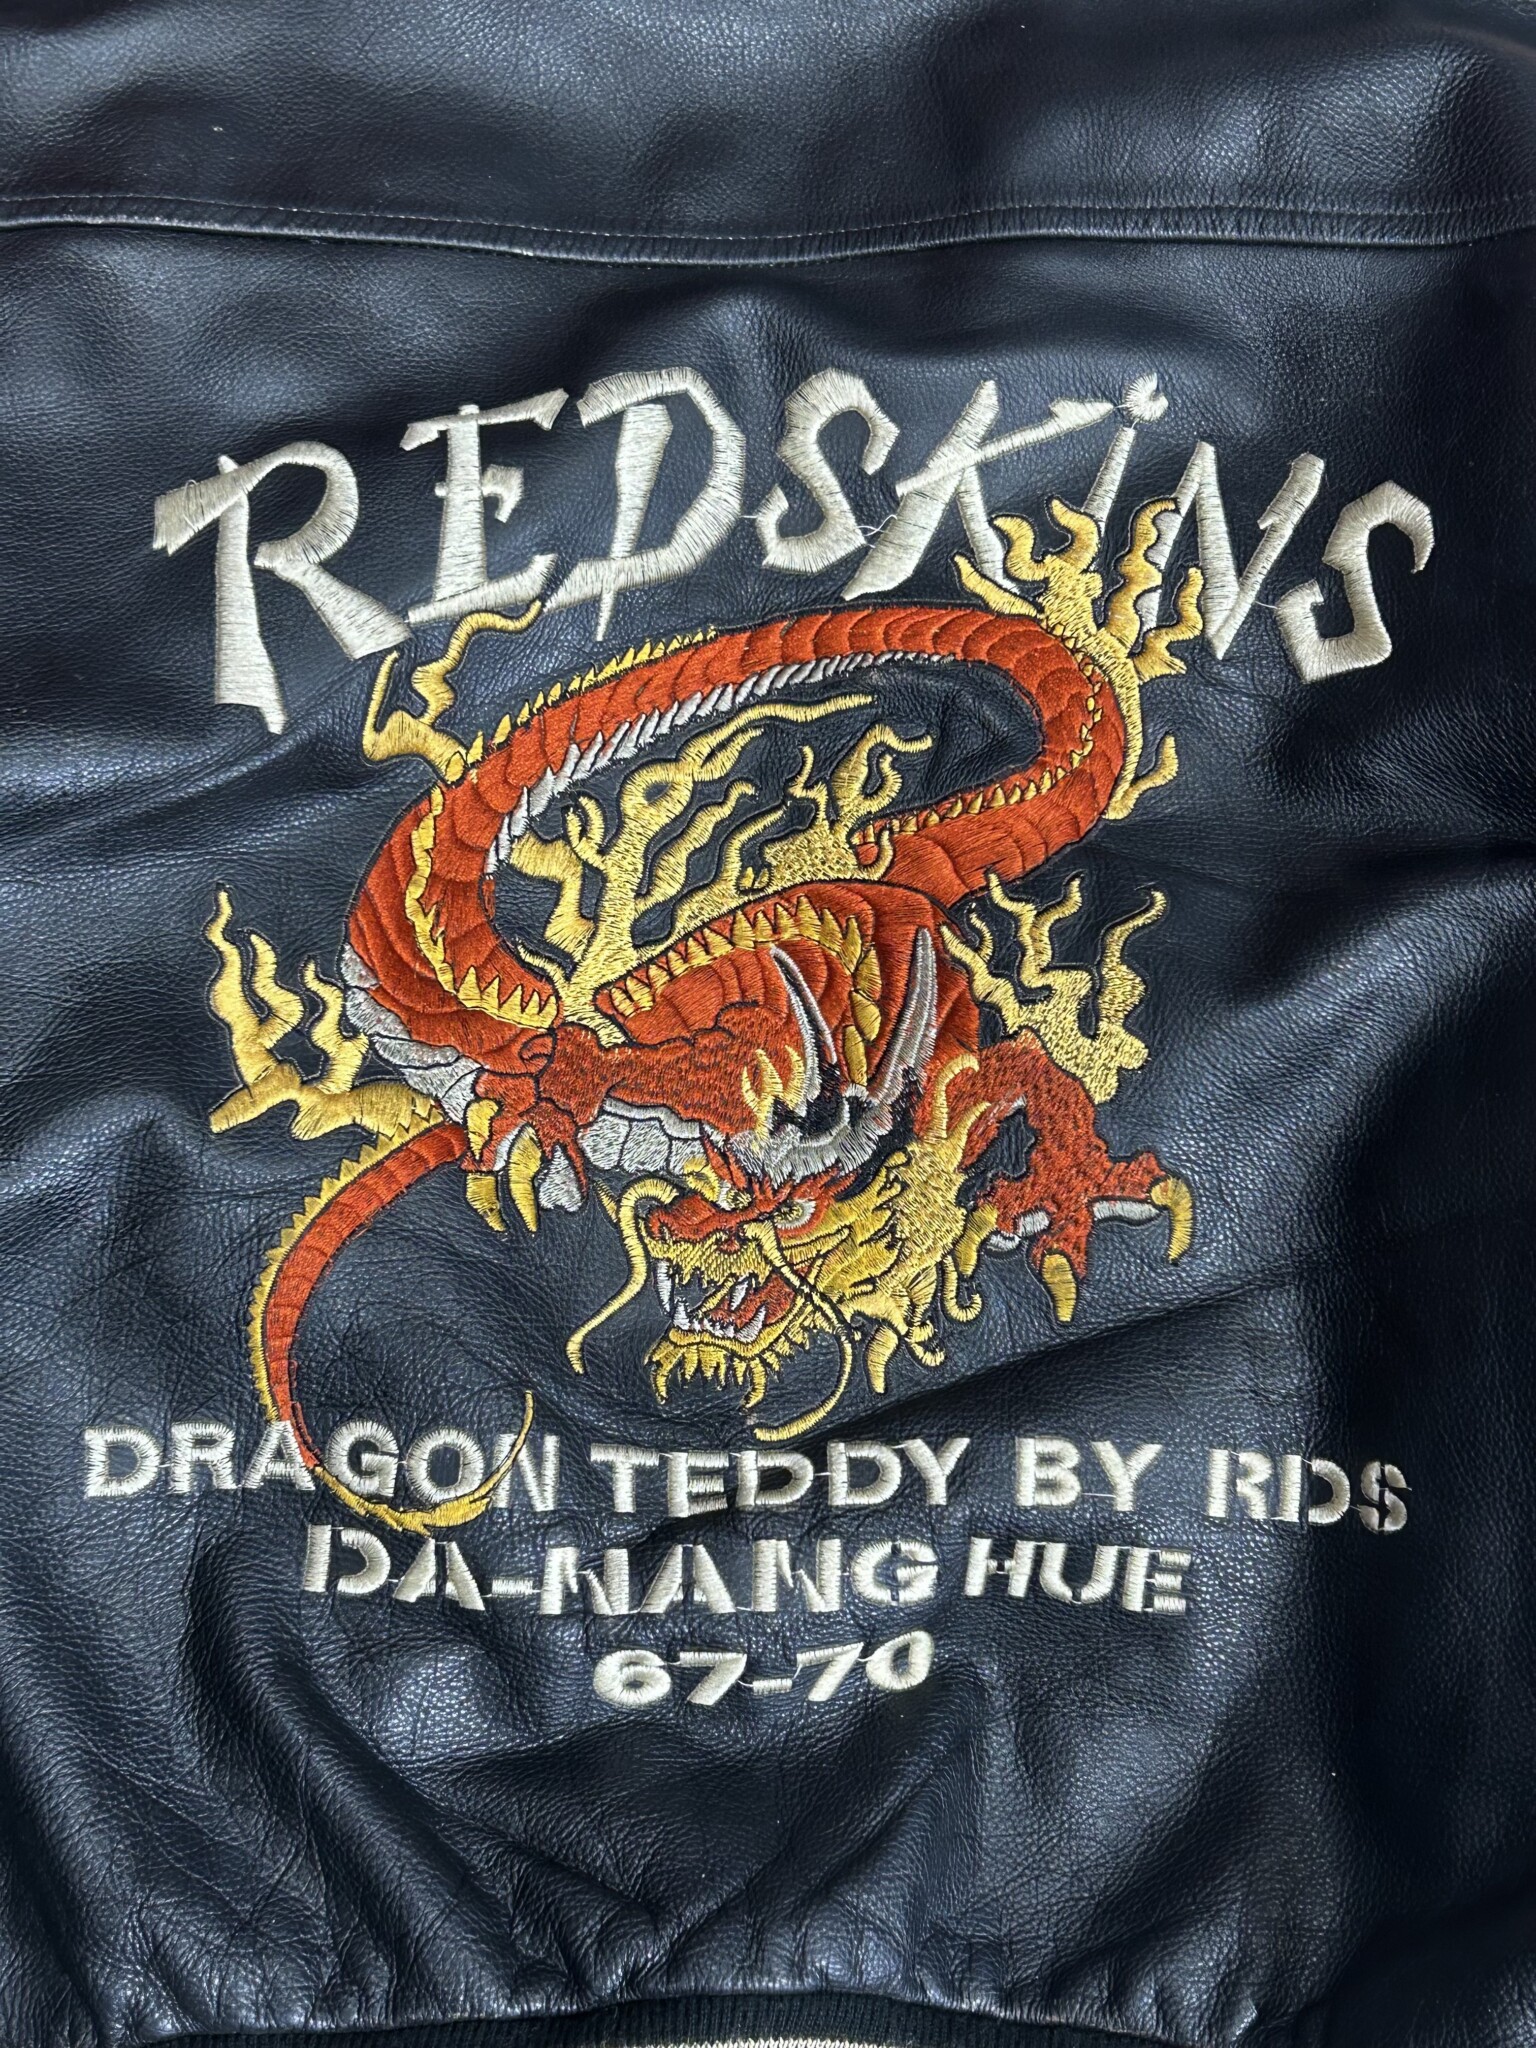 REDSKiNS
DRAGON TEDDY BY RDS
DA-NANG HUE
67-70